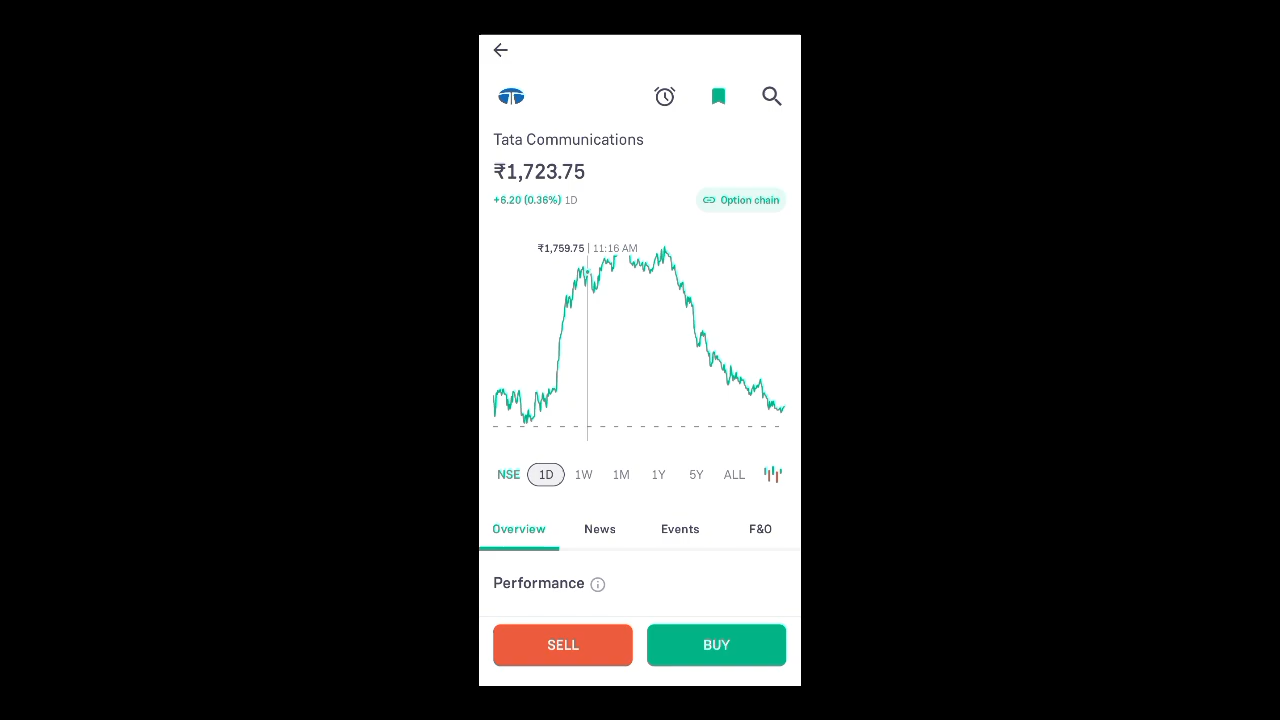 Tata Communications
₹1,723.75
+6.20 (0.36%) 1D
Option chain
₹1,759.75 | 11:16 AM
NSE 1D 1W 1M 1Y 5Y ALL
Overview News Events F&O
Performance
SELL BUY